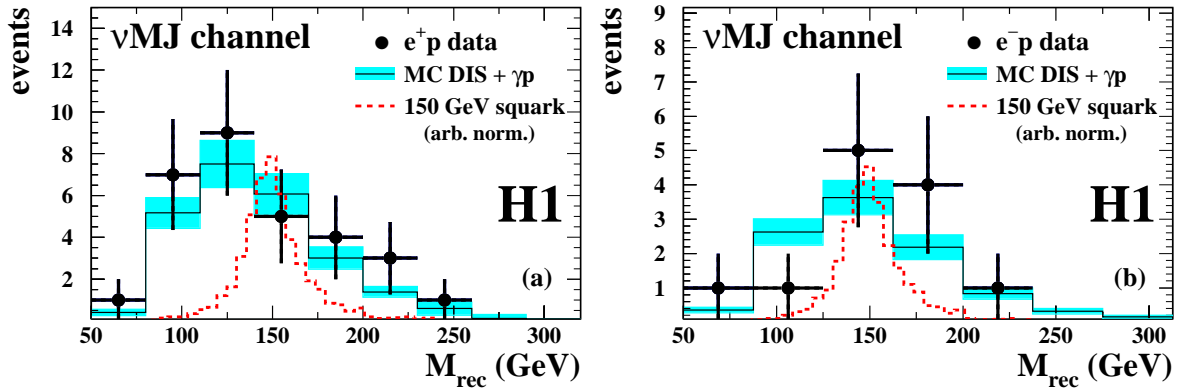 events
14
12
10
8
6
4
2
νMJ channel
e⁺p data
MC DIS + γp
150 GeV squark
(arb. norm.)
H1
(a)
50 100 150 200 250 300
M_rec (GeV)
events
9
8
7
6
5
4
3
2
1
νMJ channel
e⁻p data
MC DIS + γp
150 GeV squark
(arb. norm.)
H1
(b)
50 100 150 200 250 300
M_rec (GeV)